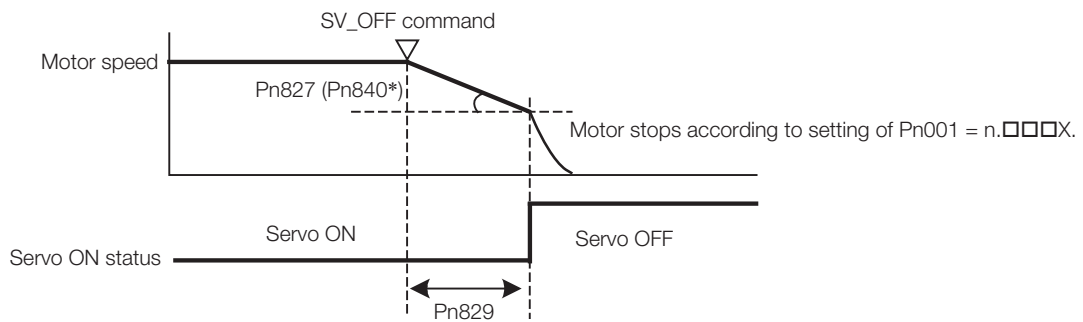 SV_OFF command
Motor speed
Pn827 (Pn840*)
Motor stops according to setting of Pn001 = n.□□□X.
Servo ON
Servo OFF
Servo ON status
Pn829